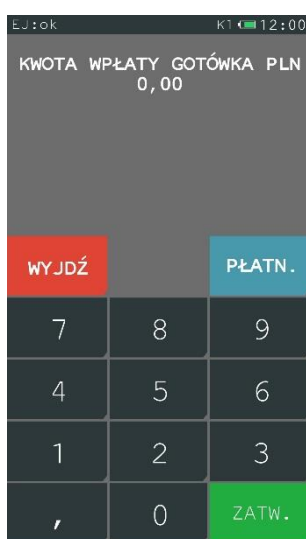 EJ:ok K1 12:00
KWOTA WPŁATY GOTÓWKA PLN
0,00
WYJDŹ PŁATN.
7 8 9
4 5 6
1 2 3
, 0 ZATW.